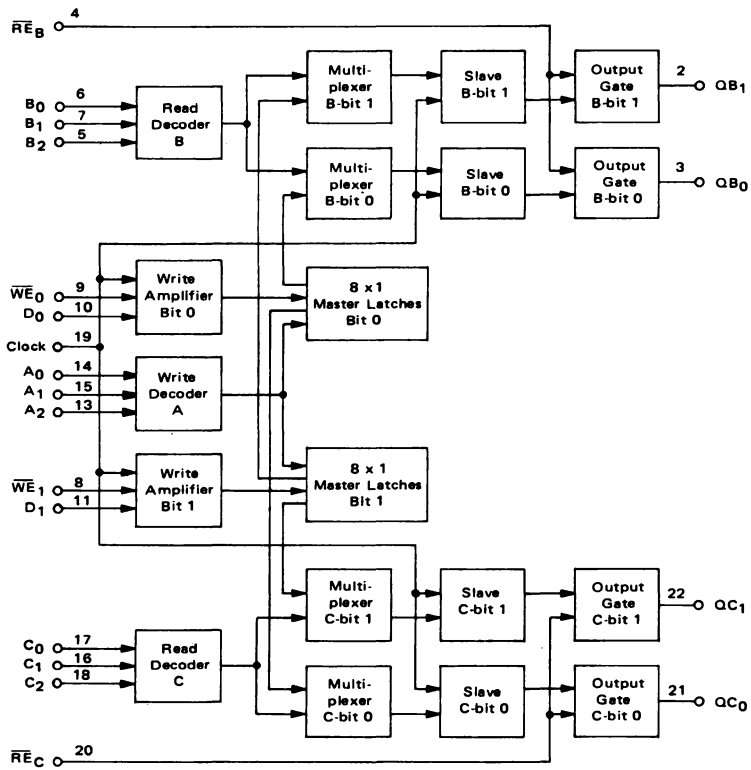 R̅E̅B 4
Multi-
plexer
B-bit 1
Slave
B-bit 1
Output
Gate
B-bit 1
2 QB1
B0 6
B1 7
B2 5
Read
Decoder
B
Multi-
plexer
B-bit 0
Slave
B-bit 0
Output
Gate
B-bit 0
3 QB0
W̅E̅0 9
D0 10
Write
Amplifier
Bit 0
8 x 1
Master Latches
Bit 0
Clock 19
A0 14
A1 15
A2 13
Write
Decoder
A
W̅E̅1 8
D1 11
Write
Amplifier
Bit 1
8 x 1
Master Latches
Bit 1
Multi-
plexer
C-bit 1
Slave
C-bit 1
Output
Gate
C-bit 1
22 QC1
C0 17
C1 16
C2 18
Read
Decoder
C
Multi-
plexer
C-bit 0
Slave
C-bit 0
Output
Gate
C-bit 0
21 QC0
R̅E̅C 20